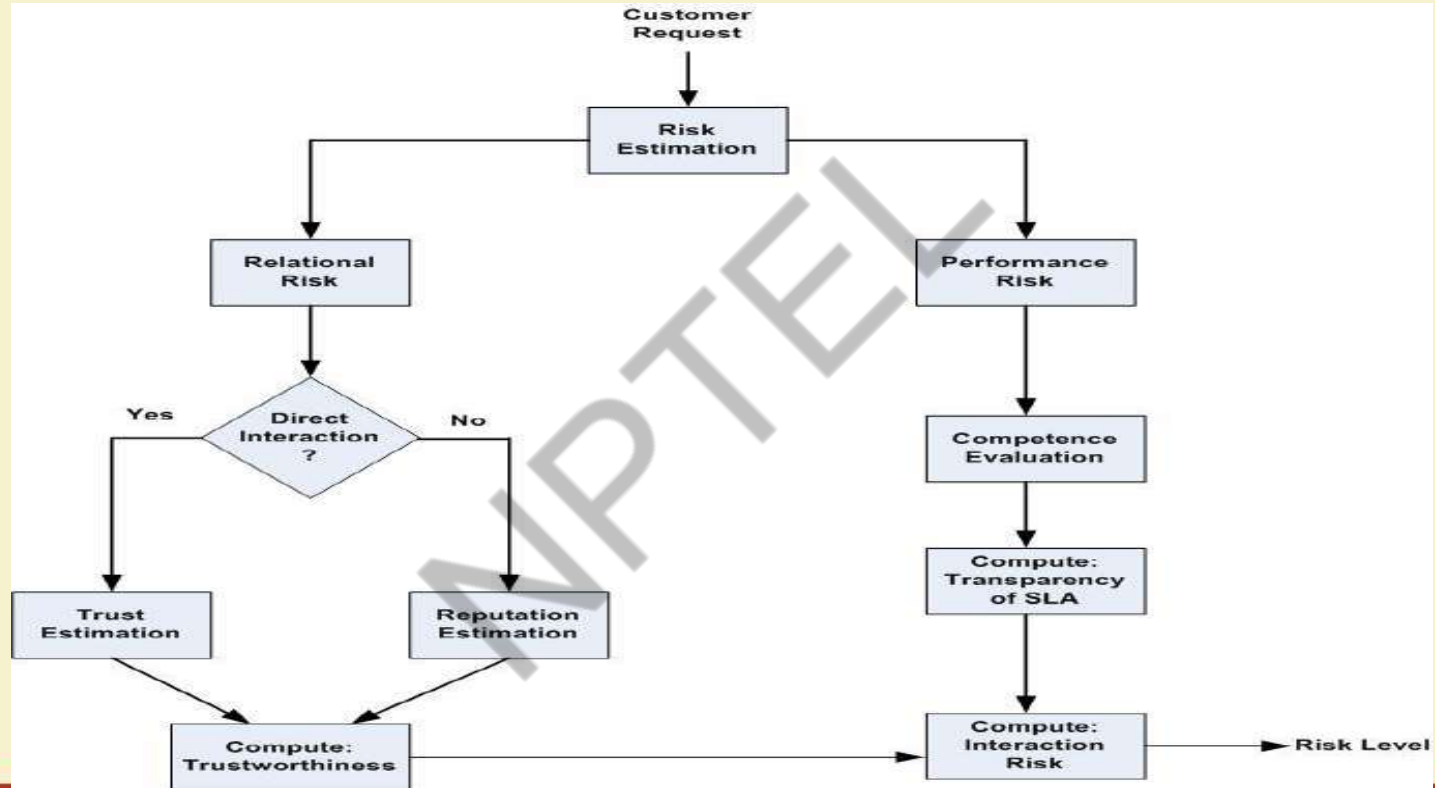 Customer
Request
Risk
Estimation
Relational
Risk
Performance
Risk
Yes
Direct
Interaction
?
No
Competence
Evaluation
Compute:
Transparency
of SLA
Trust
Estimation
Reputation
Estimation
Compute:
Trustworthiness
Compute:
Interaction
Risk
Risk Level
NPTEL